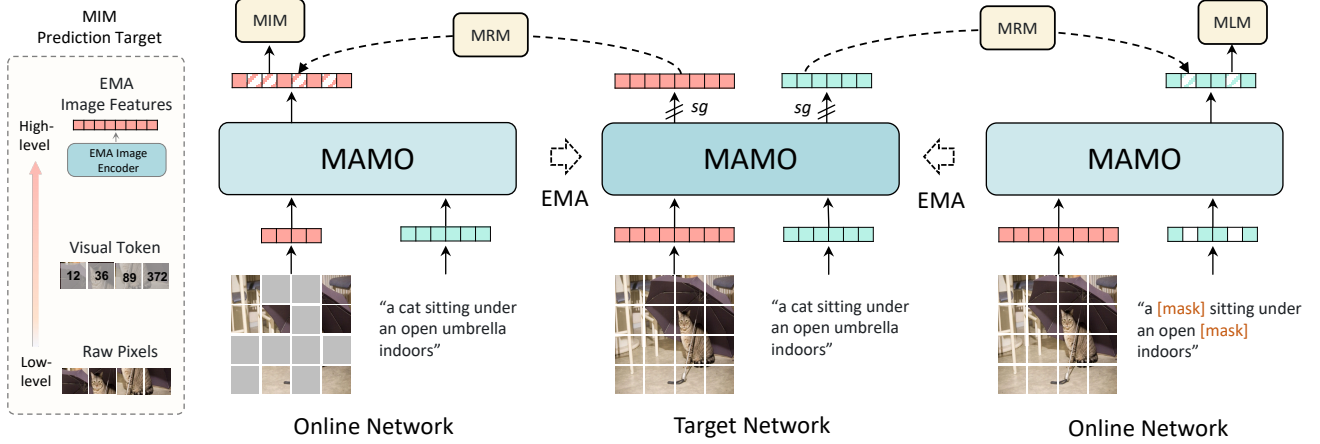 MIM
Prediction Target
EMA
Image Features
High-
level
EMA Image
Encoder
Visual Token
12 36 89 372
Low-
level
Raw Pixels
MIM
MRM
MRM
MLM
sg
sg
MAMO
MAMO
MAMO
EMA
EMA
“a cat sitting under
an open umbrella
indoors”
“a cat sitting under
an open umbrella
indoors”
“a [mask] sitting under
an open [mask]
indoors”
Online Network
Target Network
Online Network